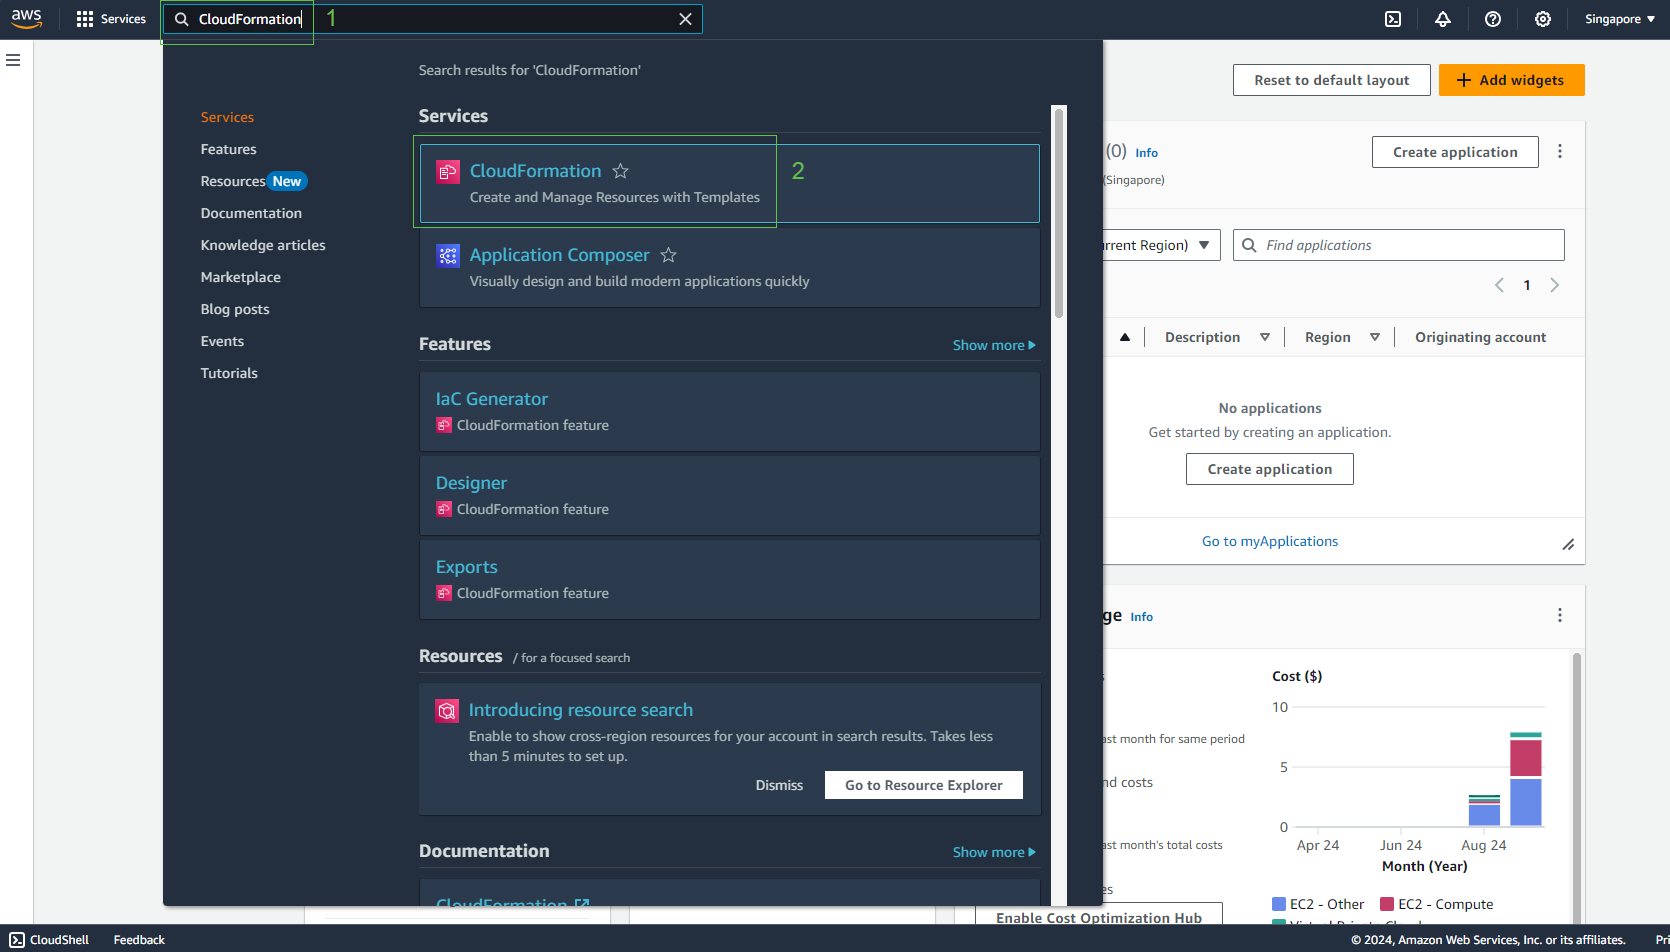 aws
Services
CloudFormation
1
Singapore
Search results for 'CloudFormation'
Services
Features
Resources New
Documentation
Knowledge articles
Marketplace
Blog posts
Events
Tutorials
Services
CloudFormation
Create and Manage Resources with Templates
2
Application Composer
Visually design and build modern applications quickly
Features
Show more
IaC Generator
CloudFormation feature
Designer
CloudFormation feature
Exports
CloudFormation feature
Resources / for a focused search
Introducing resource search
Enable to show cross-region resources for your account in search results. Takes less
than 5 minutes to set up.
Dismiss
Go to Resource Explorer
Documentation
Show more
CloudFormation
Reset to default layout
Add widgets
(0) Info
(Singapore)
Create application
rrent Region)
Find applications
1
Description
Region
Originating account
No applications
Get started by creating an application.
Create application
Go to myApplications
ge Info
ast month for same period
nd costs
ast month's total costs
es
Enable Cost Optimization Hub
Cost ($)
10
5
0
Apr 24
Jun 24
Aug 24
Month (Year)
EC2 - Other
EC2 - Compute
CloudShell
Feedback
© 2024, Amazon Web Services, Inc. or its affiliates.
Pri